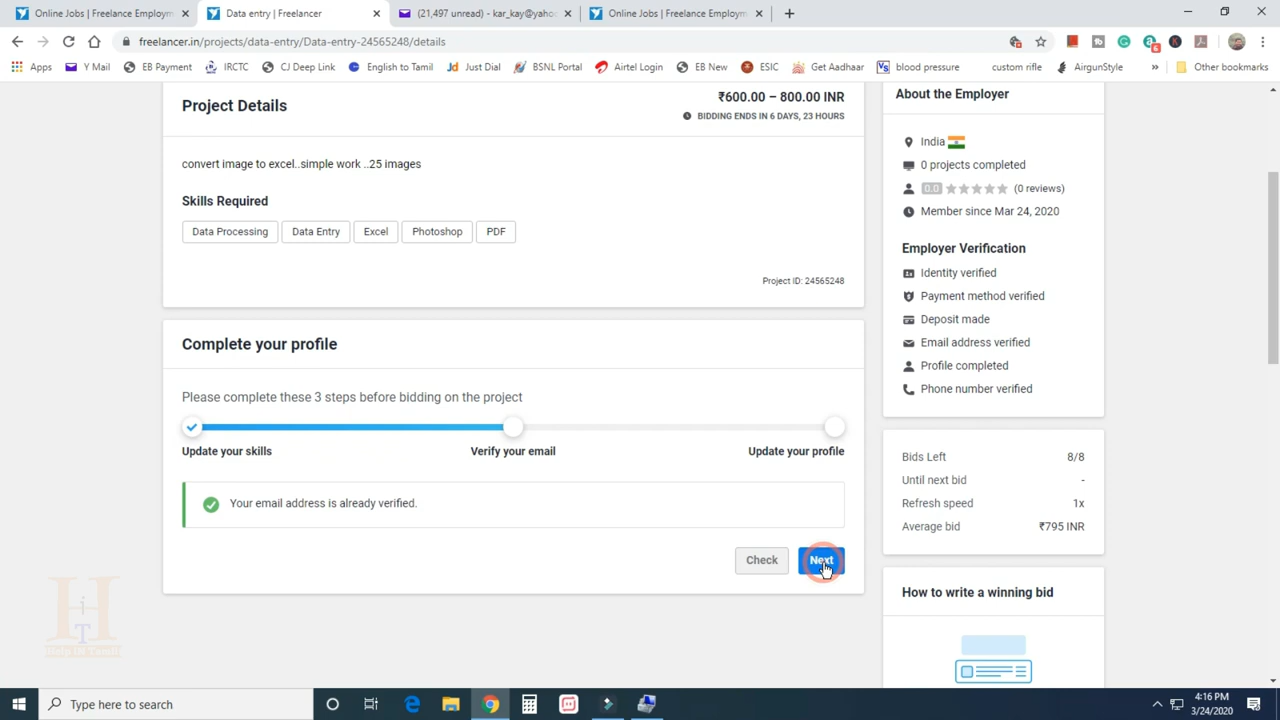 Online Jobs | Freelance Employm
Data entry | Freelancer
(21,497 unread) - kar_kay@yahoo
Online Jobs | Freelance Employm
freelancer.in/projects/data-entry/Data-entry-24565248/details
6
Apps
Y Mail
EB Payment
IRCTC
CJ Deep Link
English to Tamil
Just Dial
BSNL Portal
Airtel Login
EB New
ESIC
Get Aadhaar
blood pressure
custom rifle
AirgunStyle
Other bookmarks
Project Details
₹600.00 – 800.00 INR
BIDDING ENDS IN 6 DAYS, 23 HOURS
convert image to excel..simple work ..25 images
Skills Required
Data Processing
Data Entry
Excel
Photoshop
PDF
Project ID: 24565248
Complete your profile
Please complete these 3 steps before bidding on the project
Update your skills
Verify your email
Update your profile
Your email address is already verified.
Check
Next
About the Employer
India
0 projects completed
0.0 (0 reviews)
Member since Mar 24, 2020
Employer Verification
Identity verified
Payment method verified
Deposit made
Email address verified
Profile completed
Phone number verified
Bids Left 8/8
Until next bid -
Refresh speed 1x
Average bid ₹795 INR
How to write a winning bid
HiT
Help IN Tamil
Type here to search
4:16 PM
3/24/2020